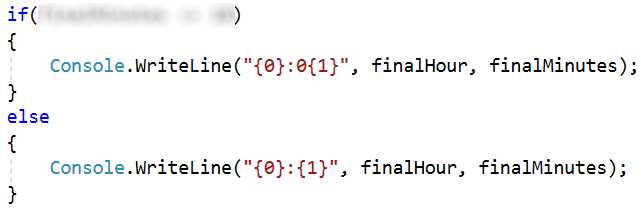 if(            )
{
    Console.WriteLine("{0}:0{1}", finalHour, finalMinutes);
}
else
{
    Console.WriteLine("{0}:{1}", finalHour, finalMinutes);
}